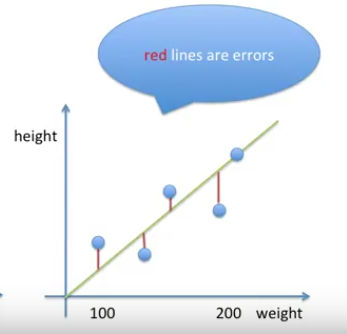 red lines are errors
height
100
200
weight